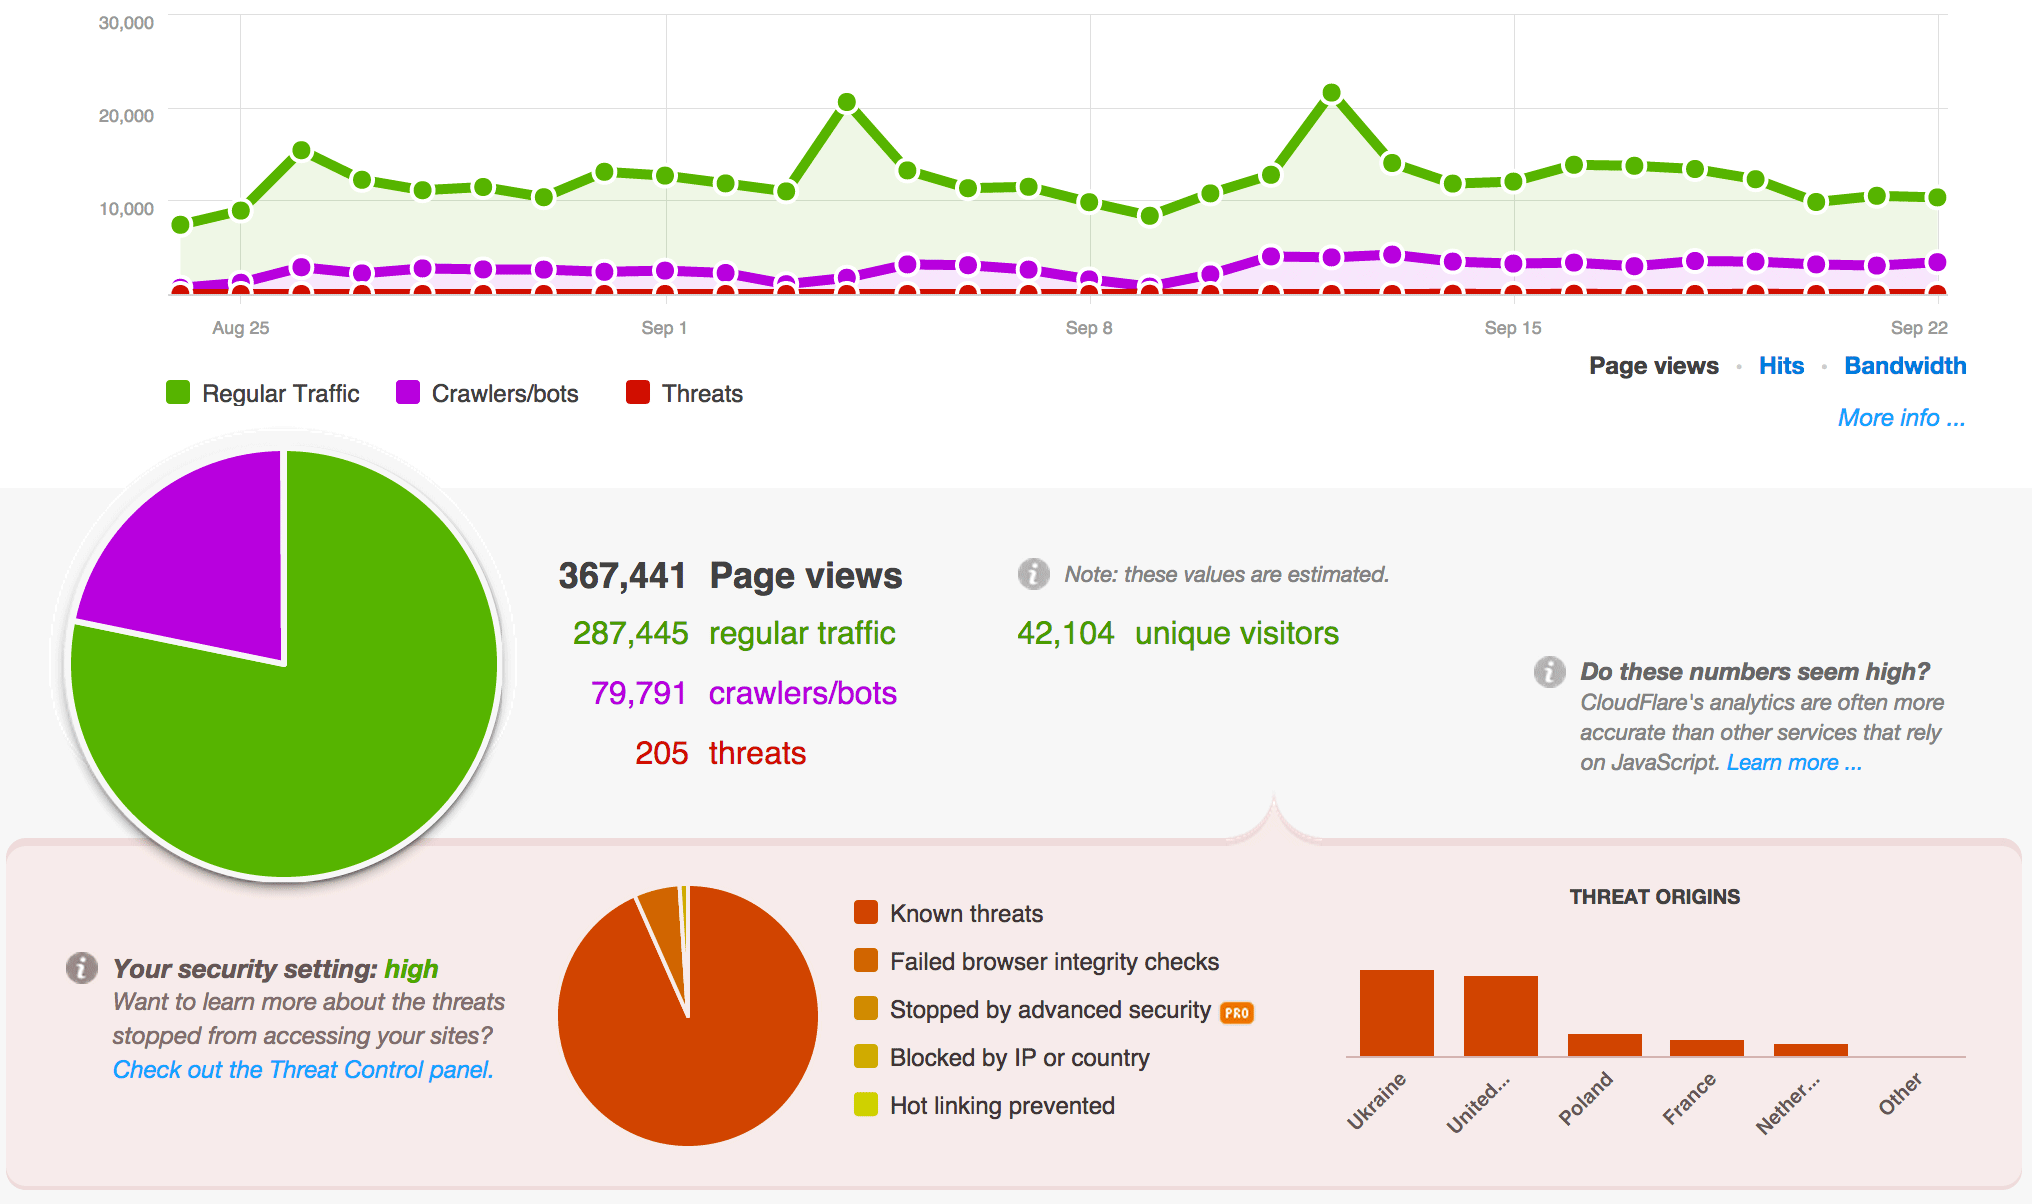 30,000
20,000
10,000
Aug 25
Sep 1
Sep 8
Sep 15
Sep 22
Page views • Hits • Bandwidth
Regular Traffic
Crawlers/bots
Threats
More info ...
367,441 Page views
Note: these values are estimated.
287,445 regular traffic
42,104 unique visitors
79,791 crawlers/bots
205 threats
Do these numbers seem high?
CloudFlare's analytics are often more
accurate than other services that rely
on JavaScript. Learn more ...
Your security setting: high
Want to learn more about the threats
stopped from accessing your sites?
Check out the Threat Control panel.
Known threats
Failed browser integrity checks
Stopped by advanced security PRO
Blocked by IP or country
Hot linking prevented
THREAT ORIGINS
Ukraine
United...
Poland
France
Nether...
Other